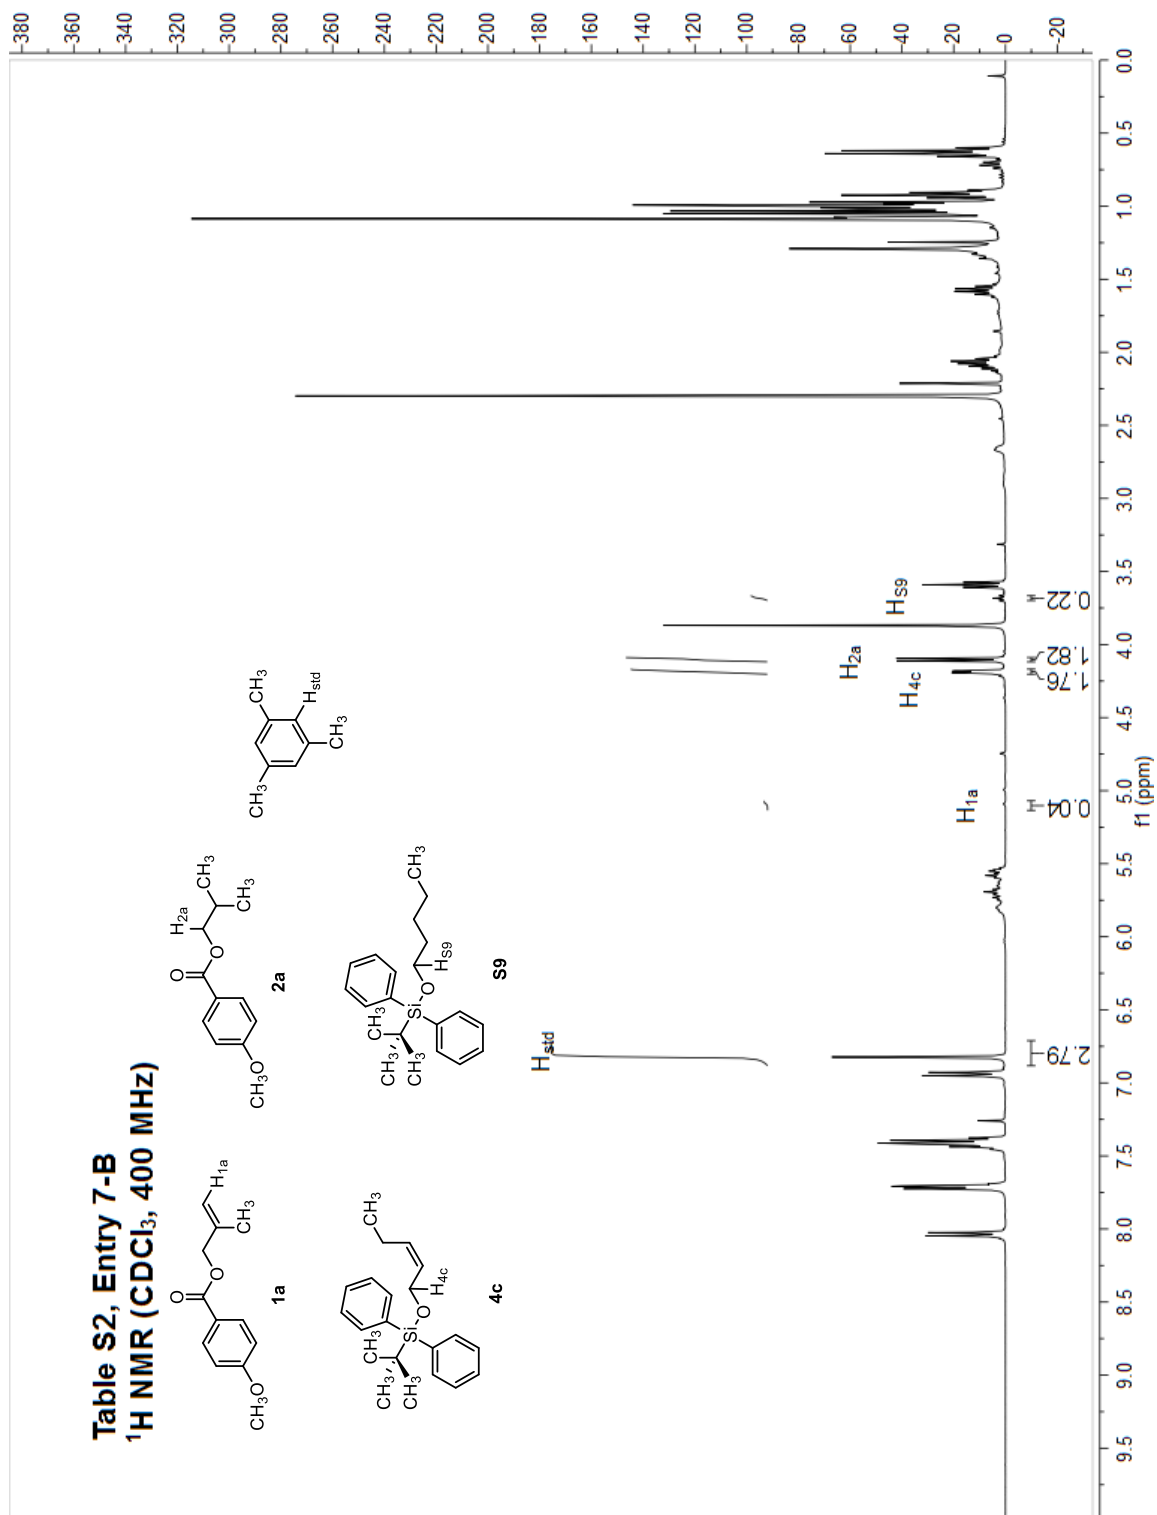 Table S2, Entry 7-B
¹H NMR (CDCl₃, 400 MHz)
CH₃O
O
O
CH₃
H₁ₐ
1a
CH₃O
O
O
H₂ₐ
CH₃
CH₃
2a
CH₃
CH₃
CH₃
H_std
CH₃
CH₃
CH₃
Si
O
H₄c
CH₃
4c
CH₃
CH₃
CH₃
Si
O
H_S9
CH₃
S9
H_std
H₁ₐ
H₄c
H₂ₐ
H_S9
2.79
0.04
1.76
1.82
0.22
9.5 9.0 8.5 8.0 7.5 7.0 6.5 6.0 5.5 5.0 4.5 4.0 3.5 3.0 2.5 2.0 1.5 1.0 0.5 0.0
f1 (ppm)
380
360
340
320
300
280
260
240
220
200
180
160
140
120
100
80
60
40
20
0
-20